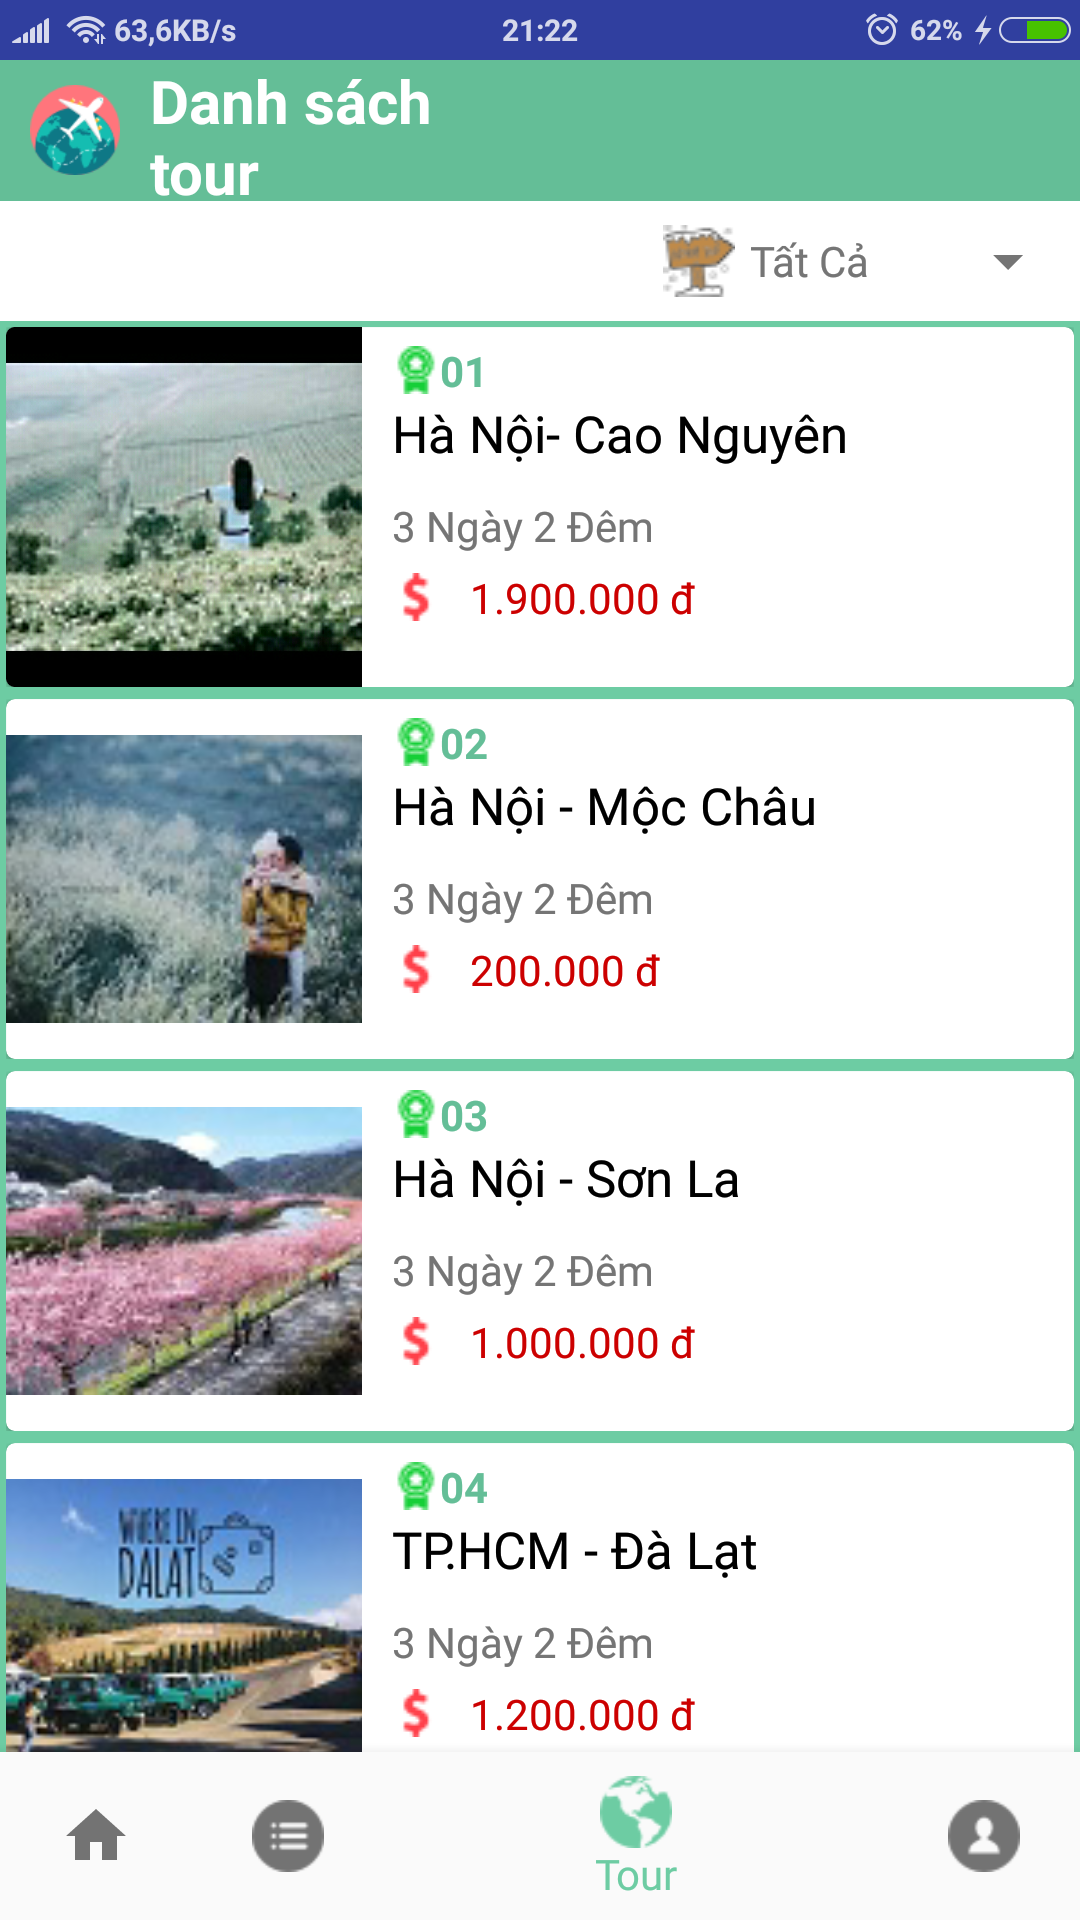 63,6KB/s 21:22 62%
Danh sách
tour
Tất Cả
01
Hà Nội- Cao Nguyên
3 Ngày 2 Đêm
$ 1.900.000 đ
02
Hà Nội - Mộc Châu
3 Ngày 2 Đêm
$ 200.000 đ
03
Hà Nội - Sơn La
3 Ngày 2 Đêm
$ 1.000.000 đ
WHERE IN
DALAT
04
TP.HCM - Đà Lạt
3 Ngày 2 Đêm
$ 1.200.000 đ
Tour